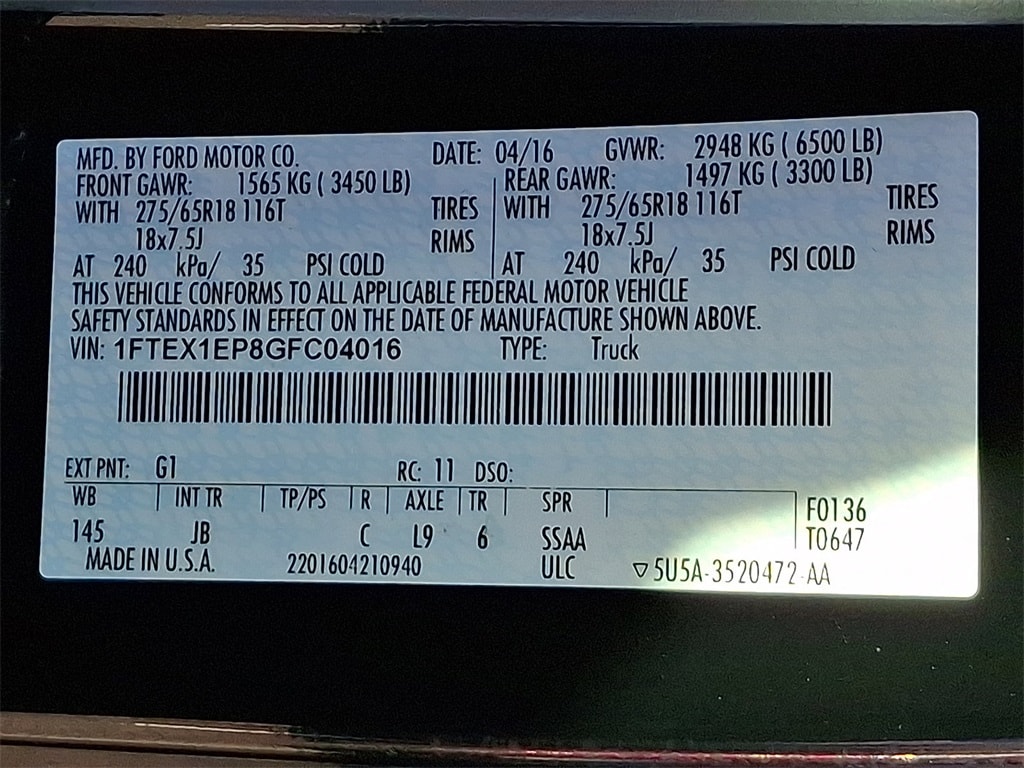 MFD. BY FORD MOTOR CO. DATE: 04/16 GVWR: 2948 KG ( 6500 LB)
FRONT GAWR: 1565 KG ( 3450 LB) REAR GAWR: 1497 KG ( 3300 LB)
WITH 275/65R18 116T TIRES WITH 275/65R18 116T TIRES
18x7.5J RIMS 18x7.5J RIMS
AT 240 kPa/ 35 PSI COLD AT 240 kPa/ 35 PSI COLD
THIS VEHICLE CONFORMS TO ALL APPLICABLE FEDERAL MOTOR VEHICLE
SAFETY STANDARDS IN EFFECT ON THE DATE OF MANUFACTURE SHOWN ABOVE.
VIN: 1FTEX1EP8GFC04016 TYPE: Truck
EXT PNT: G1 RC: 11 DSO:
WB INT TR TP/PS R AXLE TR SPR F0136
145 JB C L9 6 SSAA T0647
MADE IN U.S.A. 2201604210940 ULC ▽5U5A-3520472-AA